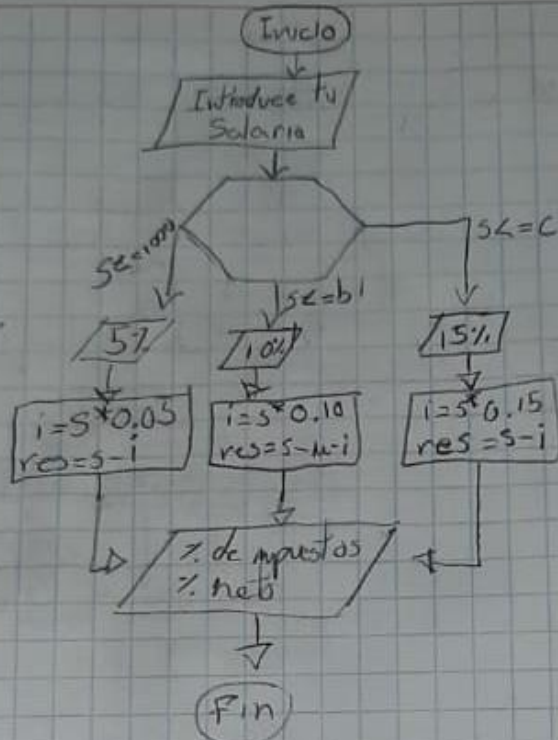 Inicio
Introduce tu
Salario
S<=1000
S<=b1
S<=C
5%
10%
15%
i=S*0.05
res=s-i
i=s*0.10
res=s-u-i
i=s*0.15
res=s-i
% de impuestos
% neto
Fin